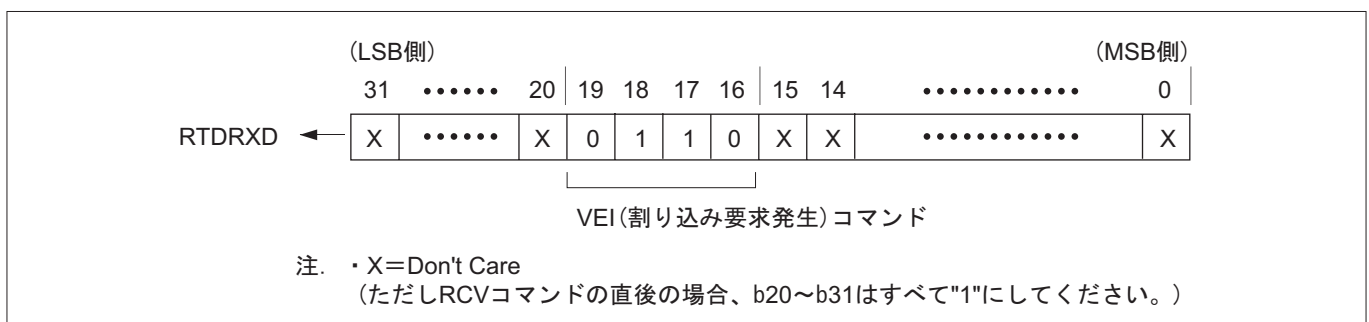 (LSB側) (MSB側)
31 •••••• 20 19 18 17 16 15 14 •••••••••••• 0
RTDRXD X •••••• X 0 1 1 0 X X •••••••••••• X
VEI(割り込み要求発生)コマンド
注. ・X=Don't Care
(ただしRCVコマンドの直後の場合、b20〜b31はすべて"1"にしてください。)